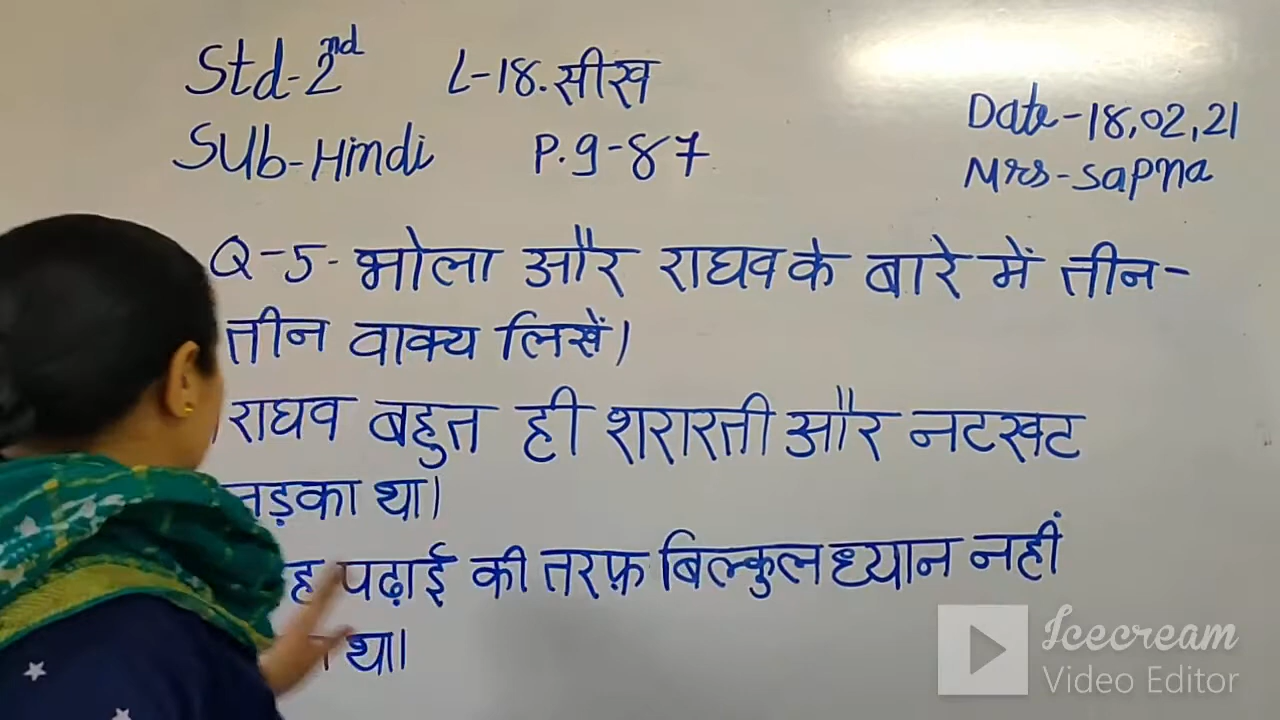 Std-2nd L-18.सीख
Sub-Hindi P.g-87
Date-18,02,21
Mrs-Sapna
Q-5- भोला और राघव के बारे में तीन-
तीन वाक्य लिखें।
राघव बहुत ही शरारती और नटखट
था।
पढ़ाई की तरफ़ बिल्कुल ध्यान नहीं
था।
Icecream
Video Editor